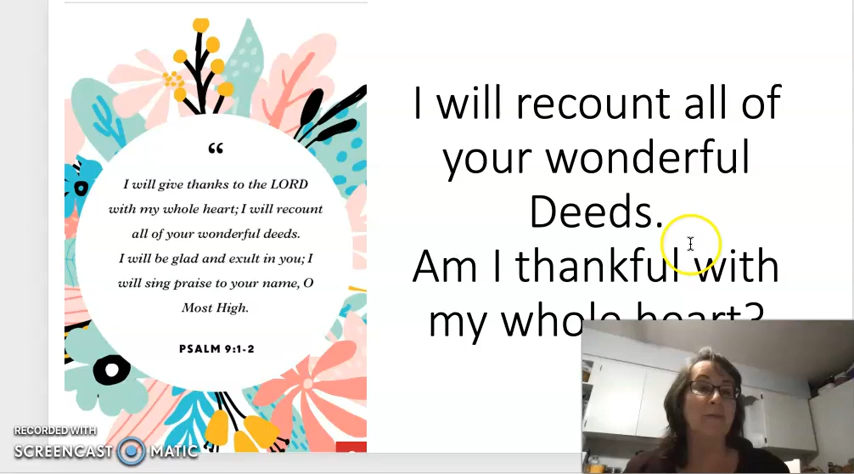 “
I will give thanks to the LORD
with my whole heart; I will recount
all of your wonderful deeds.
I will be glad and exult in you; I
will sing praise to your name, O
Most High.
PSALM 9:1-2
I will recount all of
your wonderful
Deeds.
Am I thankful with
my whole heart?
RECORDED WITH
SCREENCAST MATIC